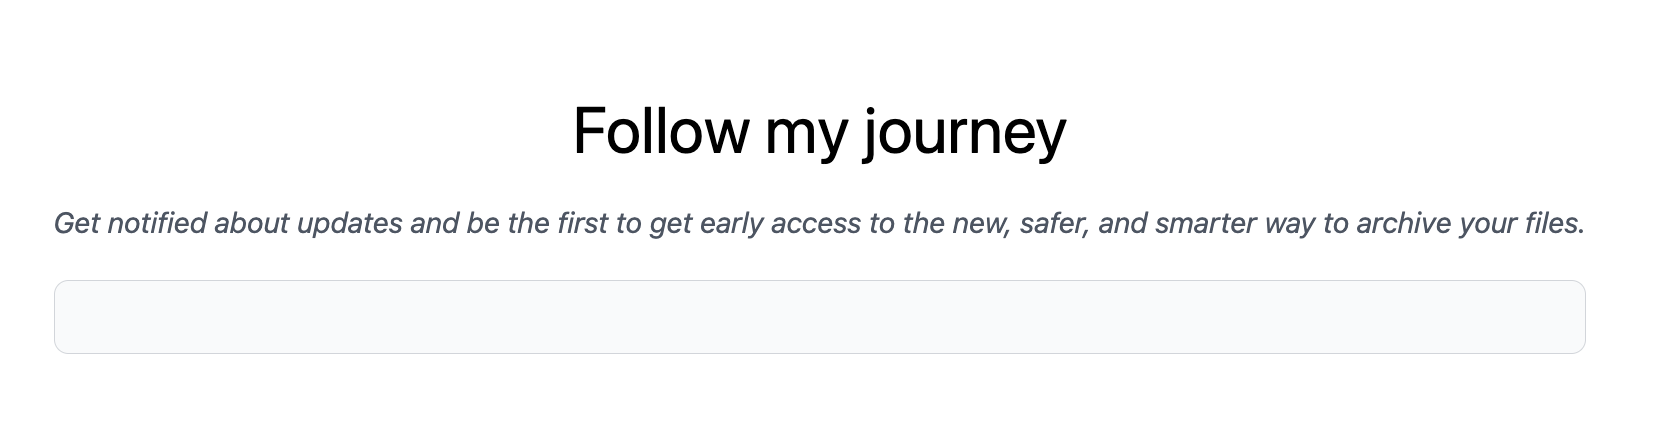 Follow my journey
Get notified about updates and be the first to get early access to the new, safer, and smarter way to archive your files.